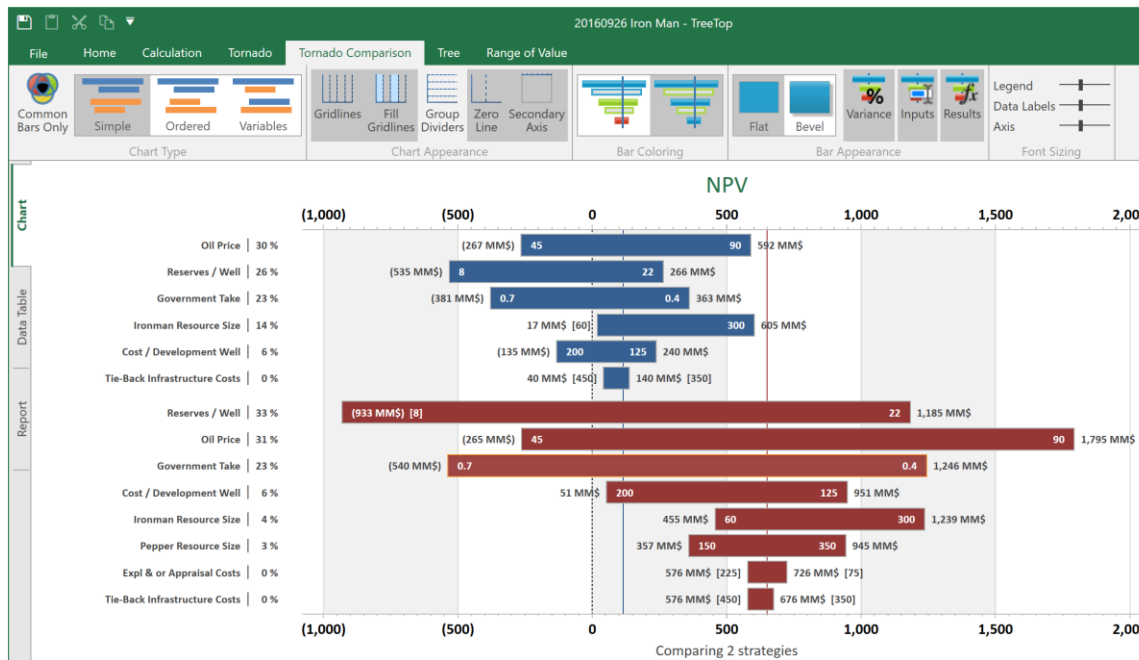 20160926 Iron Man - TreeTop
File Home Calculation Tornado Tornado Comparison Tree Range of Value
Common Bars Only
Simple Ordered Variables
Chart Type
Gridlines Fill Gridlines Group Dividers Zero Line Secondary Axis
Chart Appearance
Bar Coloring
Flat Bevel Variance Inputs Results
% fx
Bar Appearance
Legend
Data Labels
Axis
Font Sizing
Chart
Data Table
Report
NPV
(1,000) (500) 0 500 1,000 1,500 2,00
Oil Price 30 % (267 MM$) 45 90 592 MM$
Reserves / Well 26 % (535 MM$) 8 22 266 MM$
Government Take 23 % (381 MM$) 0.7 0.4 363 MM$
Ironman Resource Size 14 % 17 MM$ [60] 300 605 MM$
Cost / Development Well 6 % (135 MM$) 200 125 240 MM$
Tie-Back Infrastructure Costs 0 % 40 MM$ [450] 140 MM$ [350]
Reserves / Well 33 % (933 MM$) [8] 22 1,185 MM$
Oil Price 31 % (265 MM$) 45 90 1,795 MM$
Government Take 23 % (540 MM$) 0.7 0.4 1,246 MM$
Cost / Development Well 6 % 51 MM$ 200 125 951 MM$
Ironman Resource Size 4 % 455 MM$ 60 300 1,239 MM$
Pepper Resource Size 3 % 357 MM$ 150 350 945 MM$
Expl & or Appraisal Costs 0 % 576 MM$ [225] 726 MM$ [75]
Tie-Back Infrastructure Costs 0 % 576 MM$ [450] 676 MM$ [350]
(1,000) (500) 0 500 1,000 1,500 2,00
Comparing 2 strategies